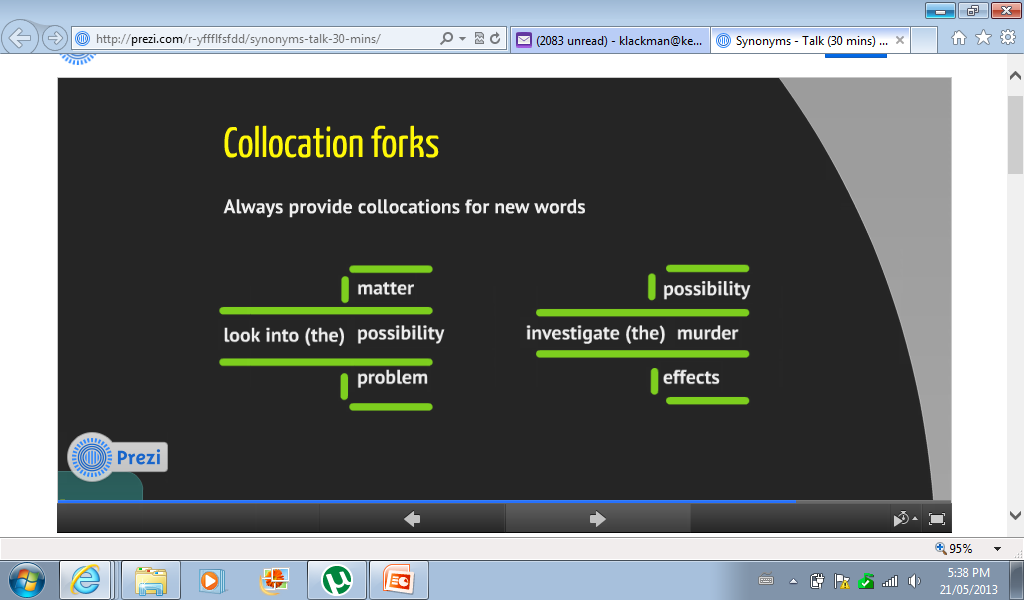 http://prezi.com/r-yffflfsfdd/synonyms-talk-30-mins/
(2083 unread) - klackman@ke...
Synonyms - Talk (30 mins) ...
Collocation forks
Always provide collocations for new words
matter
look into (the) possibility
problem
possibility
investigate (the) murder
effects
Prezi
95%
5:38 PM
21/05/2013